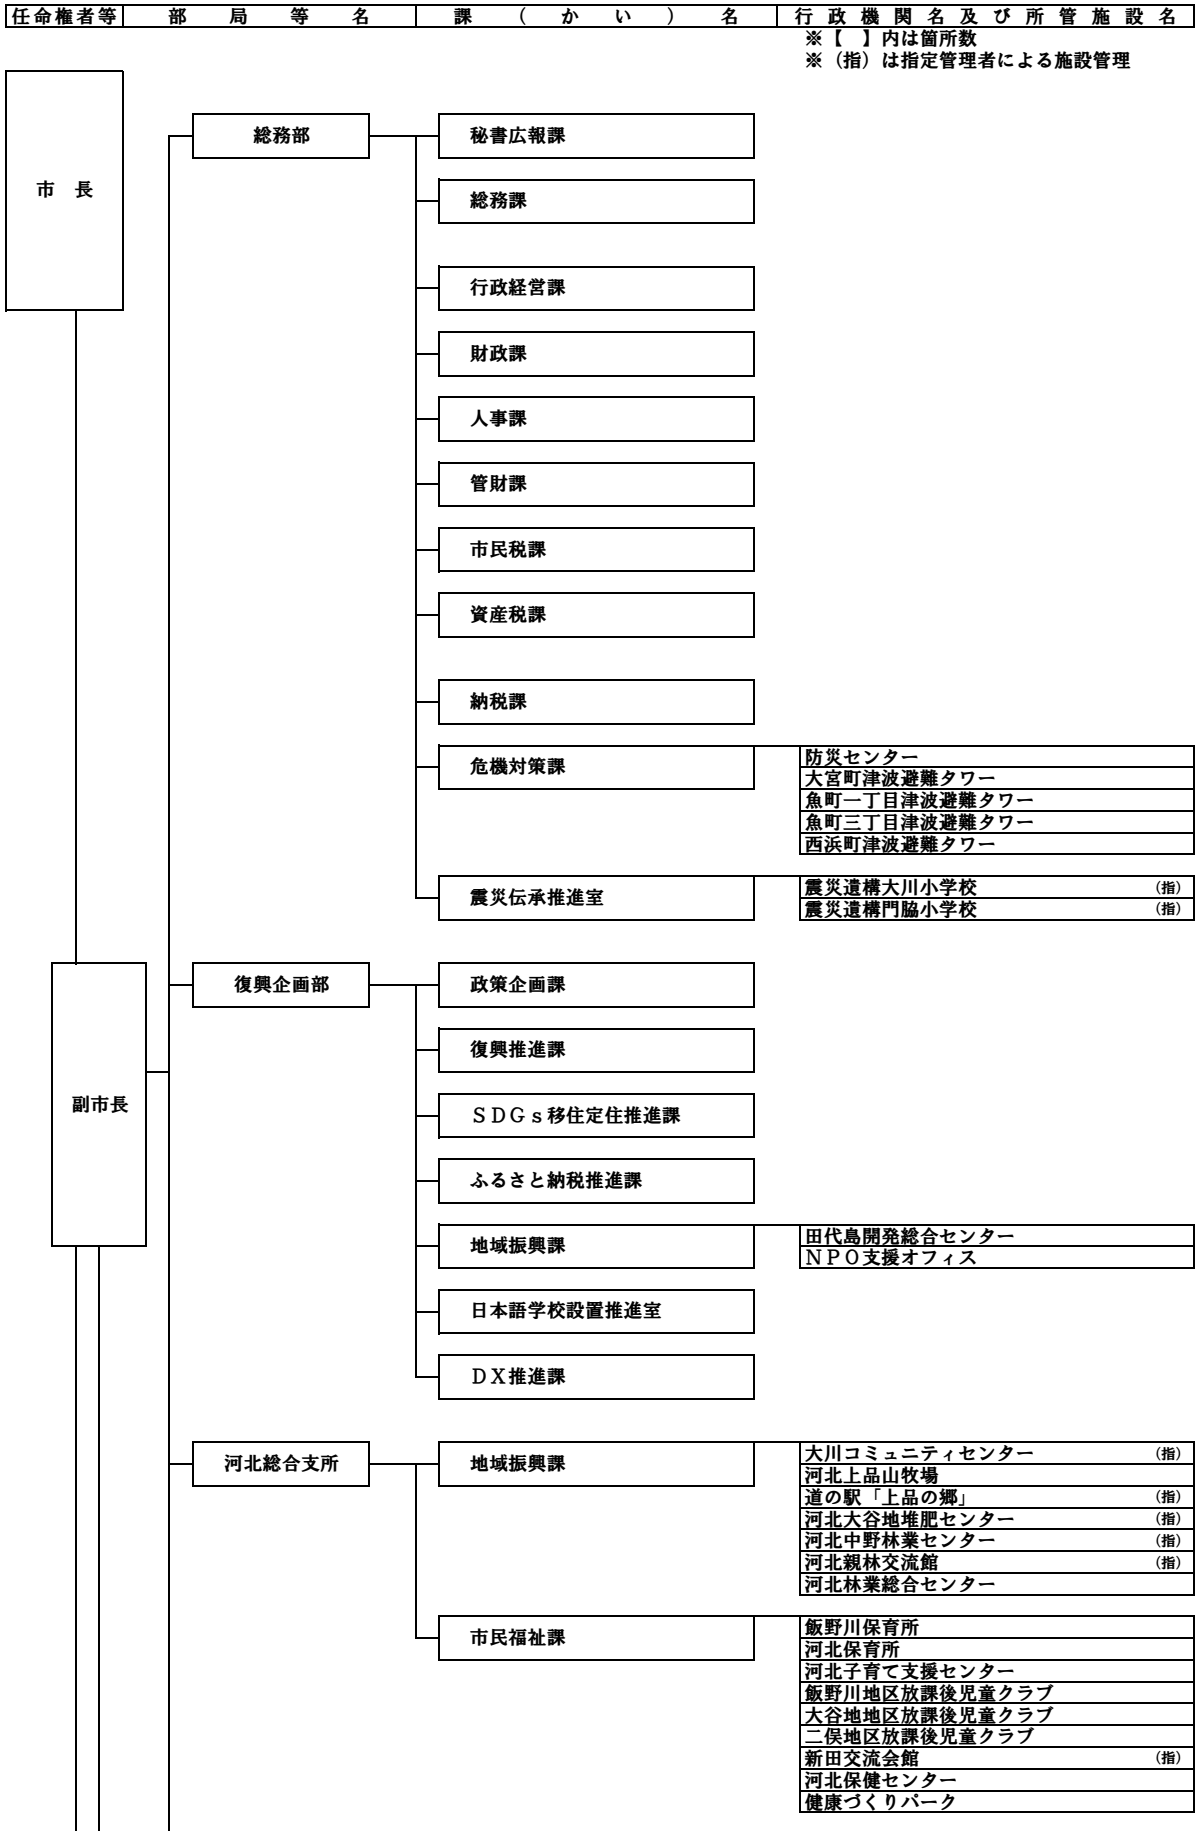 任命権者等 部局等名 課(かい)名 行政機関名及び所管施設名
※【 】内は箇所数
※(指)は指定管理者による施設管理
市 長
総務部
秘書広報課
総務課
行政経営課
財政課
人事課
管財課
市民税課
資産税課
納税課
危機対策課
防災センター
大宮町津波避難タワー
魚町一丁目津波避難タワー
魚町三丁目津波避難タワー
西浜町津波避難タワー
震災伝承推進室
震災遺構大川小学校 (指)
震災遺構門脇小学校 (指)
副市長
復興企画部
政策企画課
復興推進課
SDGs移住定住推進課
ふるさと納税推進課
地域振興課
田代島開発総合センター
NPO支援オフィス
日本語学校設置推進室
DX推進課
河北総合支所
地域振興課
大川コミュニティセンター (指)
河北上品山牧場
道の駅「上品の郷」 (指)
河北大谷地堆肥センター (指)
河北中野林業センター (指)
河北親林交流館 (指)
河北林業総合センター
市民福祉課
飯野川保育所
河北保育所
河北子育て支援センター
飯野川地区放課後児童クラブ
大谷地地区放課後児童クラブ
二俣地区放課後児童クラブ
新田交流会館 (指)
河北保健センター
健康づくりパーク